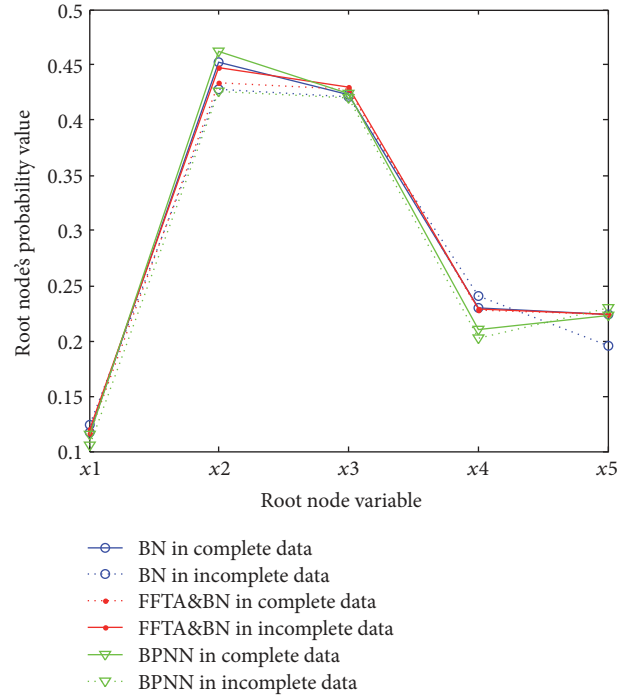 0.5
0.45
0.4
0.35
0.3
0.25
0.2
0.15
0.1
Root node's probability value
x1 x2 x3 x4 x5
Root node variable
BN in complete data
BN in incomplete data
FFTA&BN in complete data
FFTA&BN in incomplete data
BPNN in complete data
BPNN in incomplete data